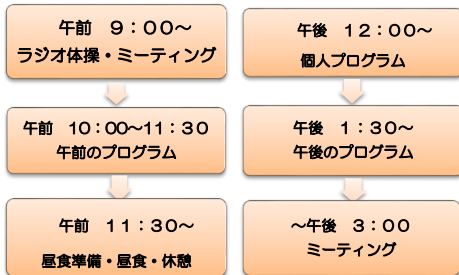 午前　９：００～
ラジオ体操・ミーティング
午前　１０：００～１１：３０
午前のプログラム
午前　１１：３０～
昼食準備・昼食・休憩
午後　１２：００～
個人プログラム
午後　１：３０～
午後のプログラム
～午後　３：００
ミーティング